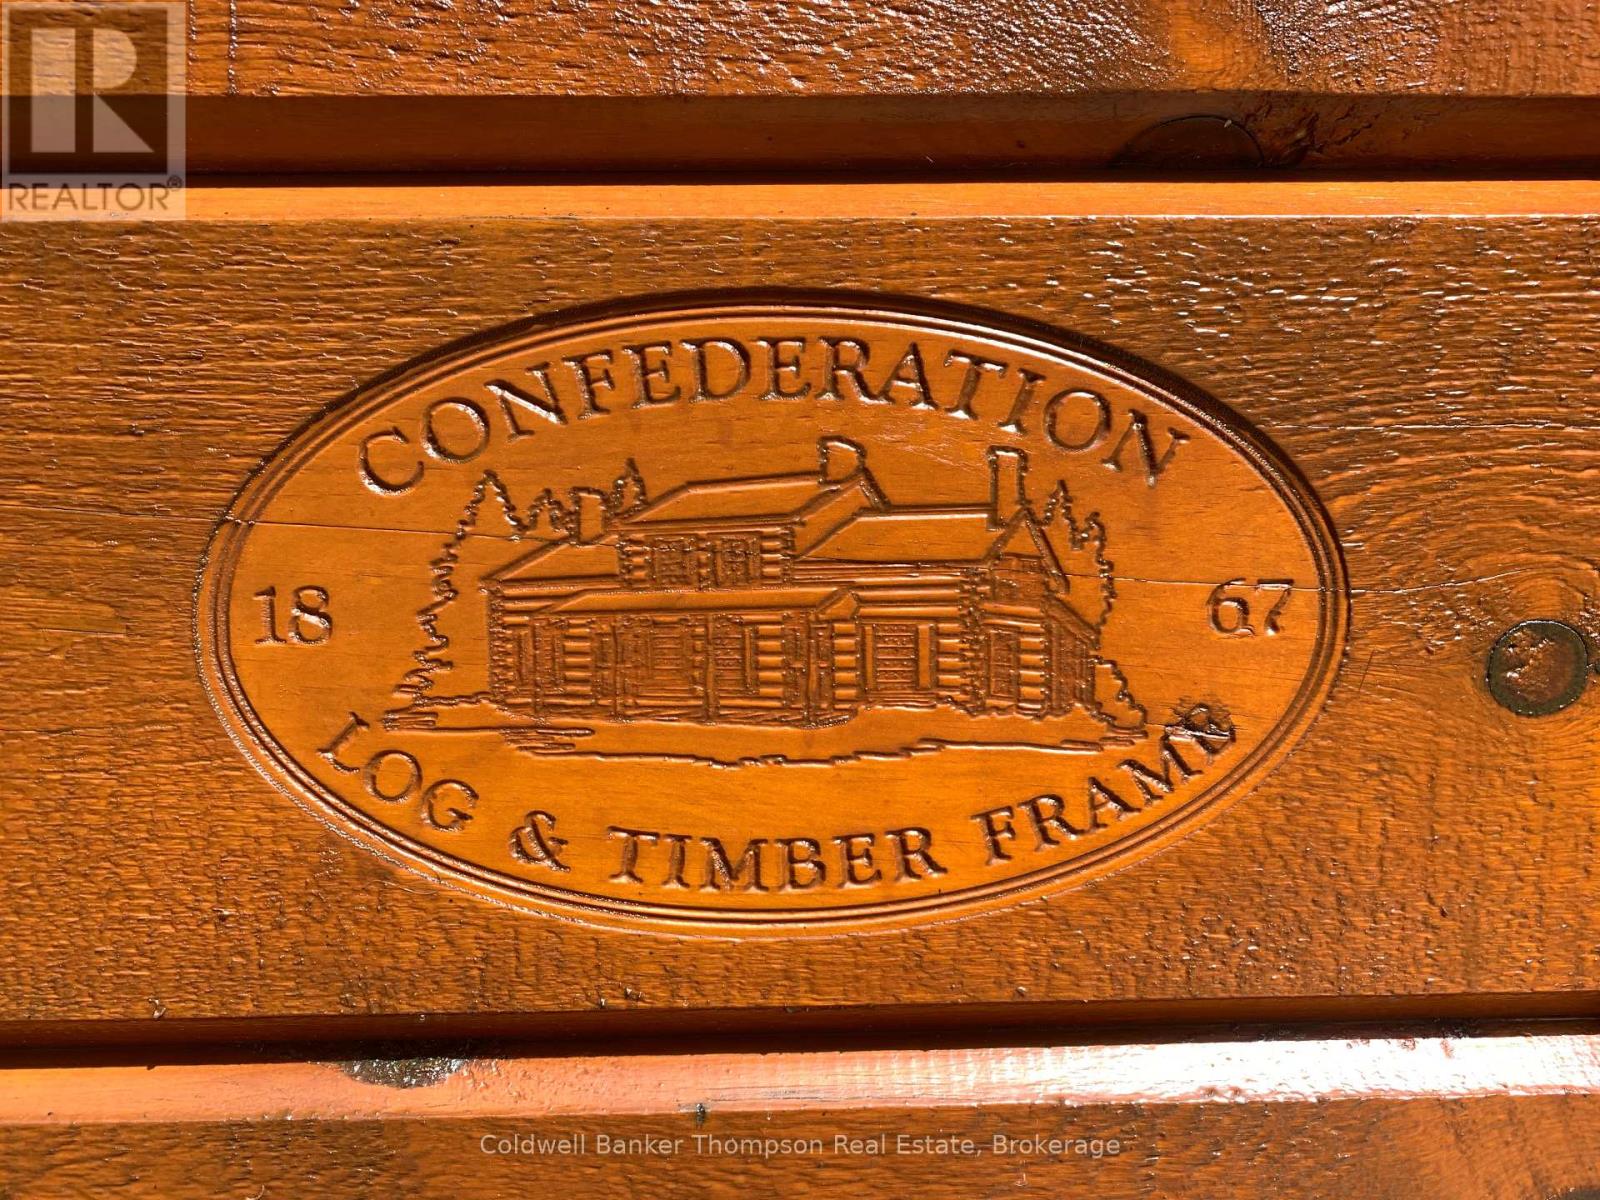 REALTOR®
CONFEDERATION
18 67
LOG & TIMBER FRAME
Coldwell Banker Thompson Real Estate, Brokerage